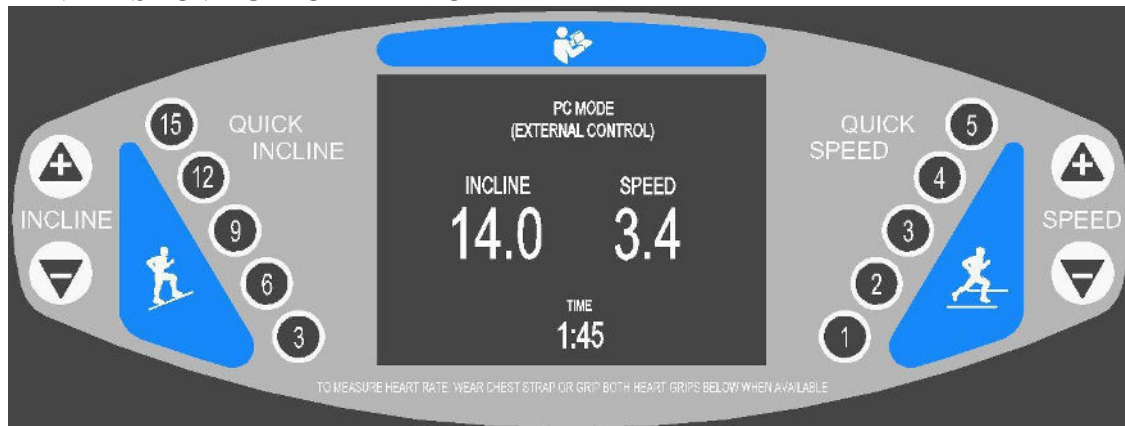 PC MODE
(EXTERNAL CONTROL)
15
QUICK
INCLINE
12
9
6
3
INCLINE
INCLINE
14.0
SPEED
3.4
TIME
1:45
QUICK
SPEED
5
4
3
2
1
SPEED
TO MEASURE HEART RATE: WEAR CHEST STRAP OR GRIP BOTH HEART GRIPS BELOW WHEN AVAILABLE